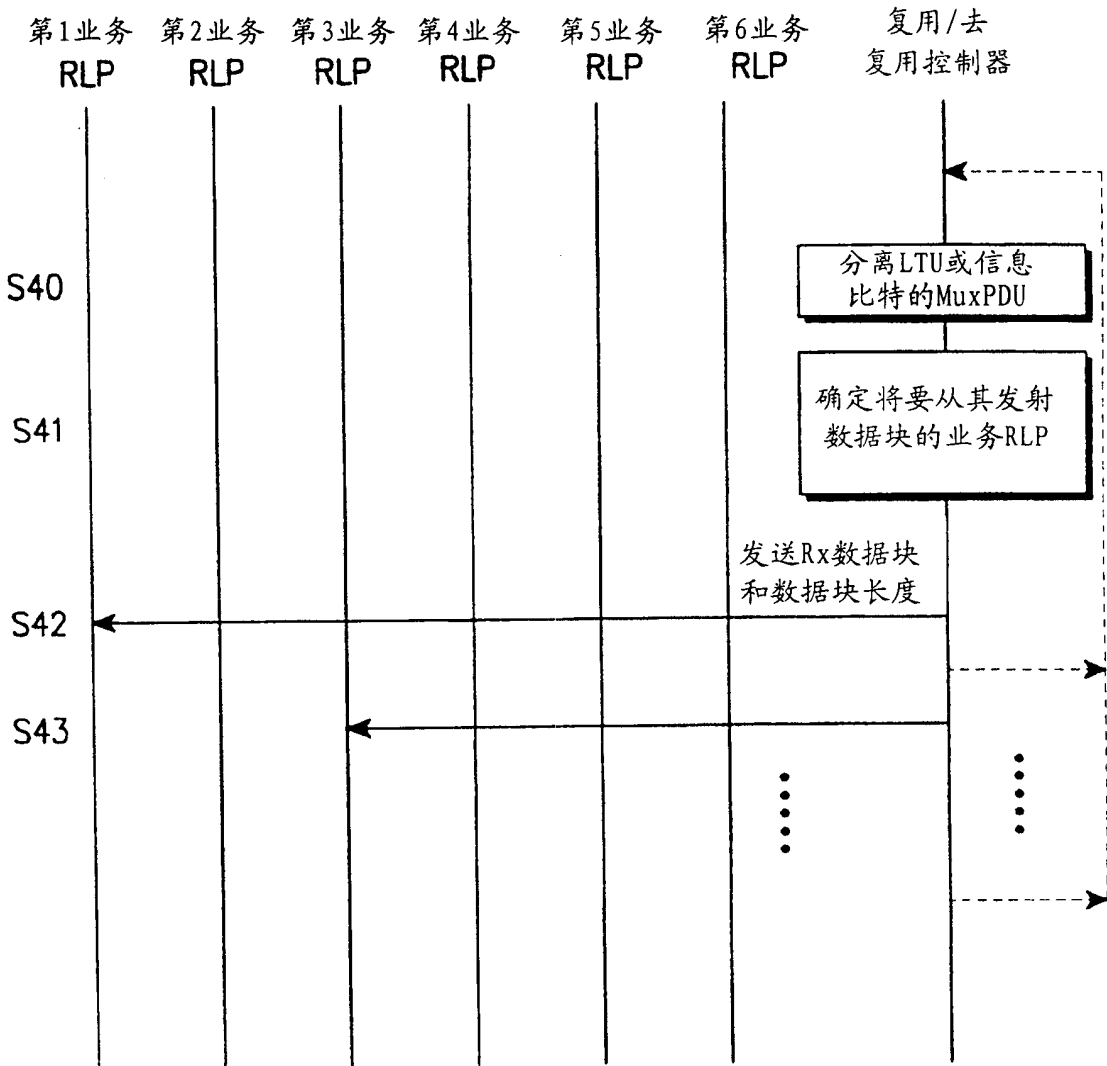 第1业务 第2业务 第3业务 第4业务 第5业务 第6业务 复用/去
RLP RLP RLP RLP RLP RLP 复用控制器
S40
分离LTU或信息
比特的MuxPDU
S41
确定将要从其发射
数据块的业务RLP
发送Rx数据块
和数据块长度
S42
S43